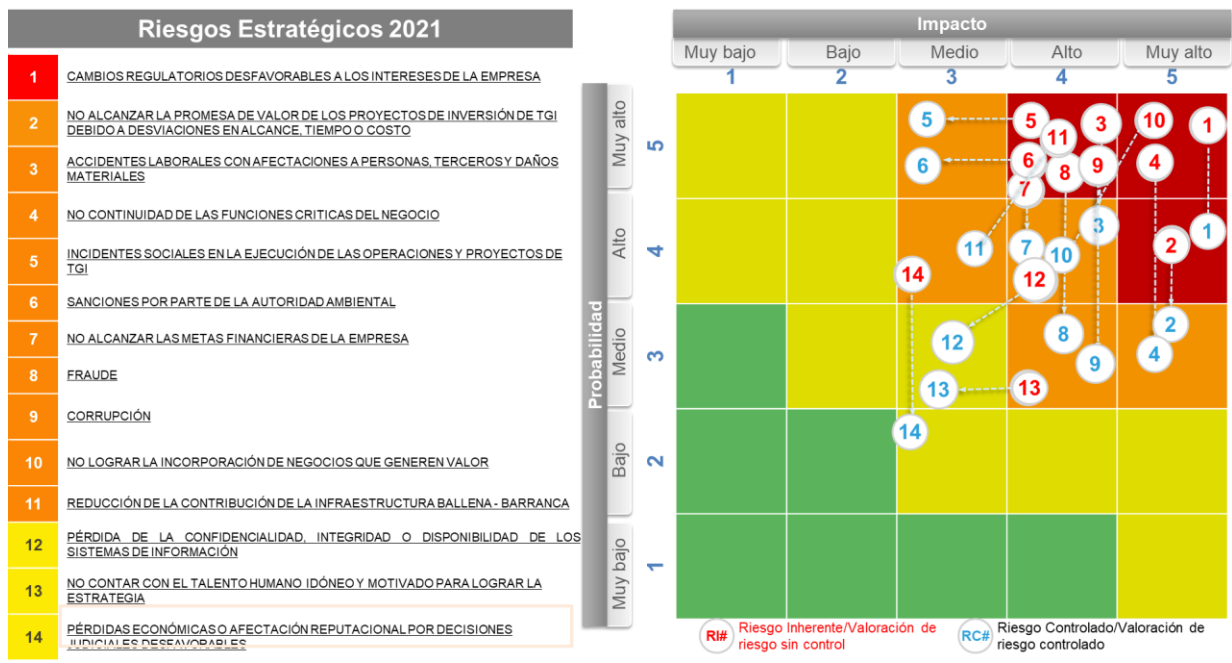 Riesgos Estratégicos 2021
1 CAMBIOS REGULATORIOS DESFAVORABLES A LOS INTERESES DE LA EMPRESA
2 NO ALCANZAR LA PROMESA DE VALOR DE LOS PROYECTOS DE INVERSIÓN DE TGI
DEBIDO A DESVIACIONES EN ALCANCE, TIEMPO O COSTO
3 ACCIDENTES LABORALES CON AFECTACIONES A PERSONAS, TERCEROS Y DAÑOS
MATERIALES
4 NO CONTINUIDAD DE LAS FUNCIONES CRITICAS DEL NEGOCIO
5 INCIDENTES SOCIALES EN LA EJECUCIÓN DE LAS OPERACIONES Y PROYECTOS DE
TGI
6 SANCIONES POR PARTE DE LA AUTORIDAD AMBIENTAL
7 NO ALCANZAR LAS METAS FINANCIERAS DE LA EMPRESA
8 FRAUDE
9 CORRUPCIÓN
10 NO LOGRAR LA INCORPORACIÓN DE NEGOCIOS QUE GENEREN VALOR
11 REDUCCIÓN DE LA CONTRIBUCIÓN DE LA INFRAESTRUCTURA BALLENA - BARRANCA
12 PÉRDIDA DE LA CONFIDENCIALIDAD, INTEGRIDAD O DISPONIBILIDAD DE LOS
SISTEMAS DE INFORMACIÓN
13 NO CONTAR CON EL TALENTO HUMANO IDÓNEO Y MOTIVADO PARA LOGRAR LA
ESTRATEGIA
14 PÉRDIDAS ECONÓMICAS O AFECTACIÓN REPUTACIONAL POR DECISIONES
JUDICIALES DESFAVORABLES
Impacto
Muy bajo Bajo Medio Alto Muy alto
1 2 3 4 5
Probabilidad
Muy alto 5
Alto 4
Medio 3
Bajo 2
Muy bajo 1
5 5 3 10 1
11
6 6 8 9 4
7
3 1
11 7 10 2
14 12
12 8 2
9 4
13 13
14
RI# Riesgo Inherente/Valoración de
riesgo sin control
RC# Riesgo Controlado/Valoración de
riesgo controlado